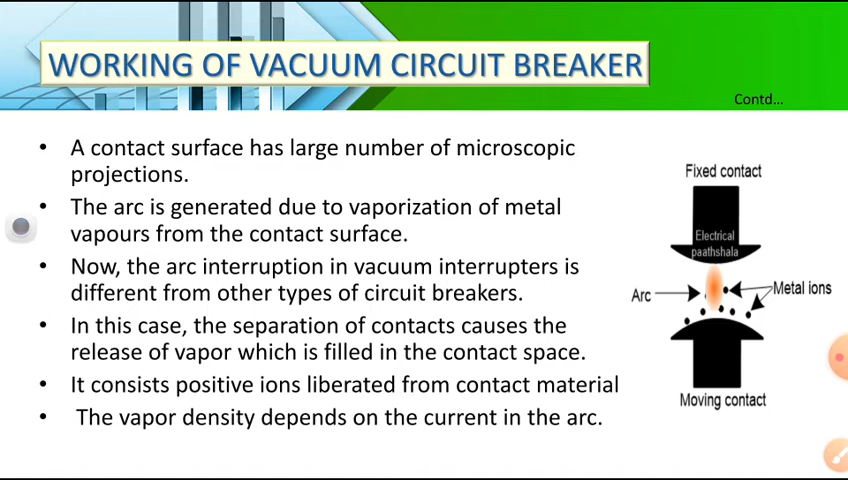 WORKING OF VACUUM CIRCUIT BREAKER
Contd...
• A contact surface has large number of microscopic
projections.
• The arc is generated due to vaporization of metal
vapours from the contact surface.
• Now, the arc interruption in vacuum interrupters is
different from other types of circuit breakers.
• In this case, the separation of contacts causes the
release of vapor which is filled in the contact space.
• It consists positive ions liberated from contact material
• The vapor density depends on the current in the arc.
Fixed contact
Electrical
paathshala
Arc
Metal ions
Moving contact